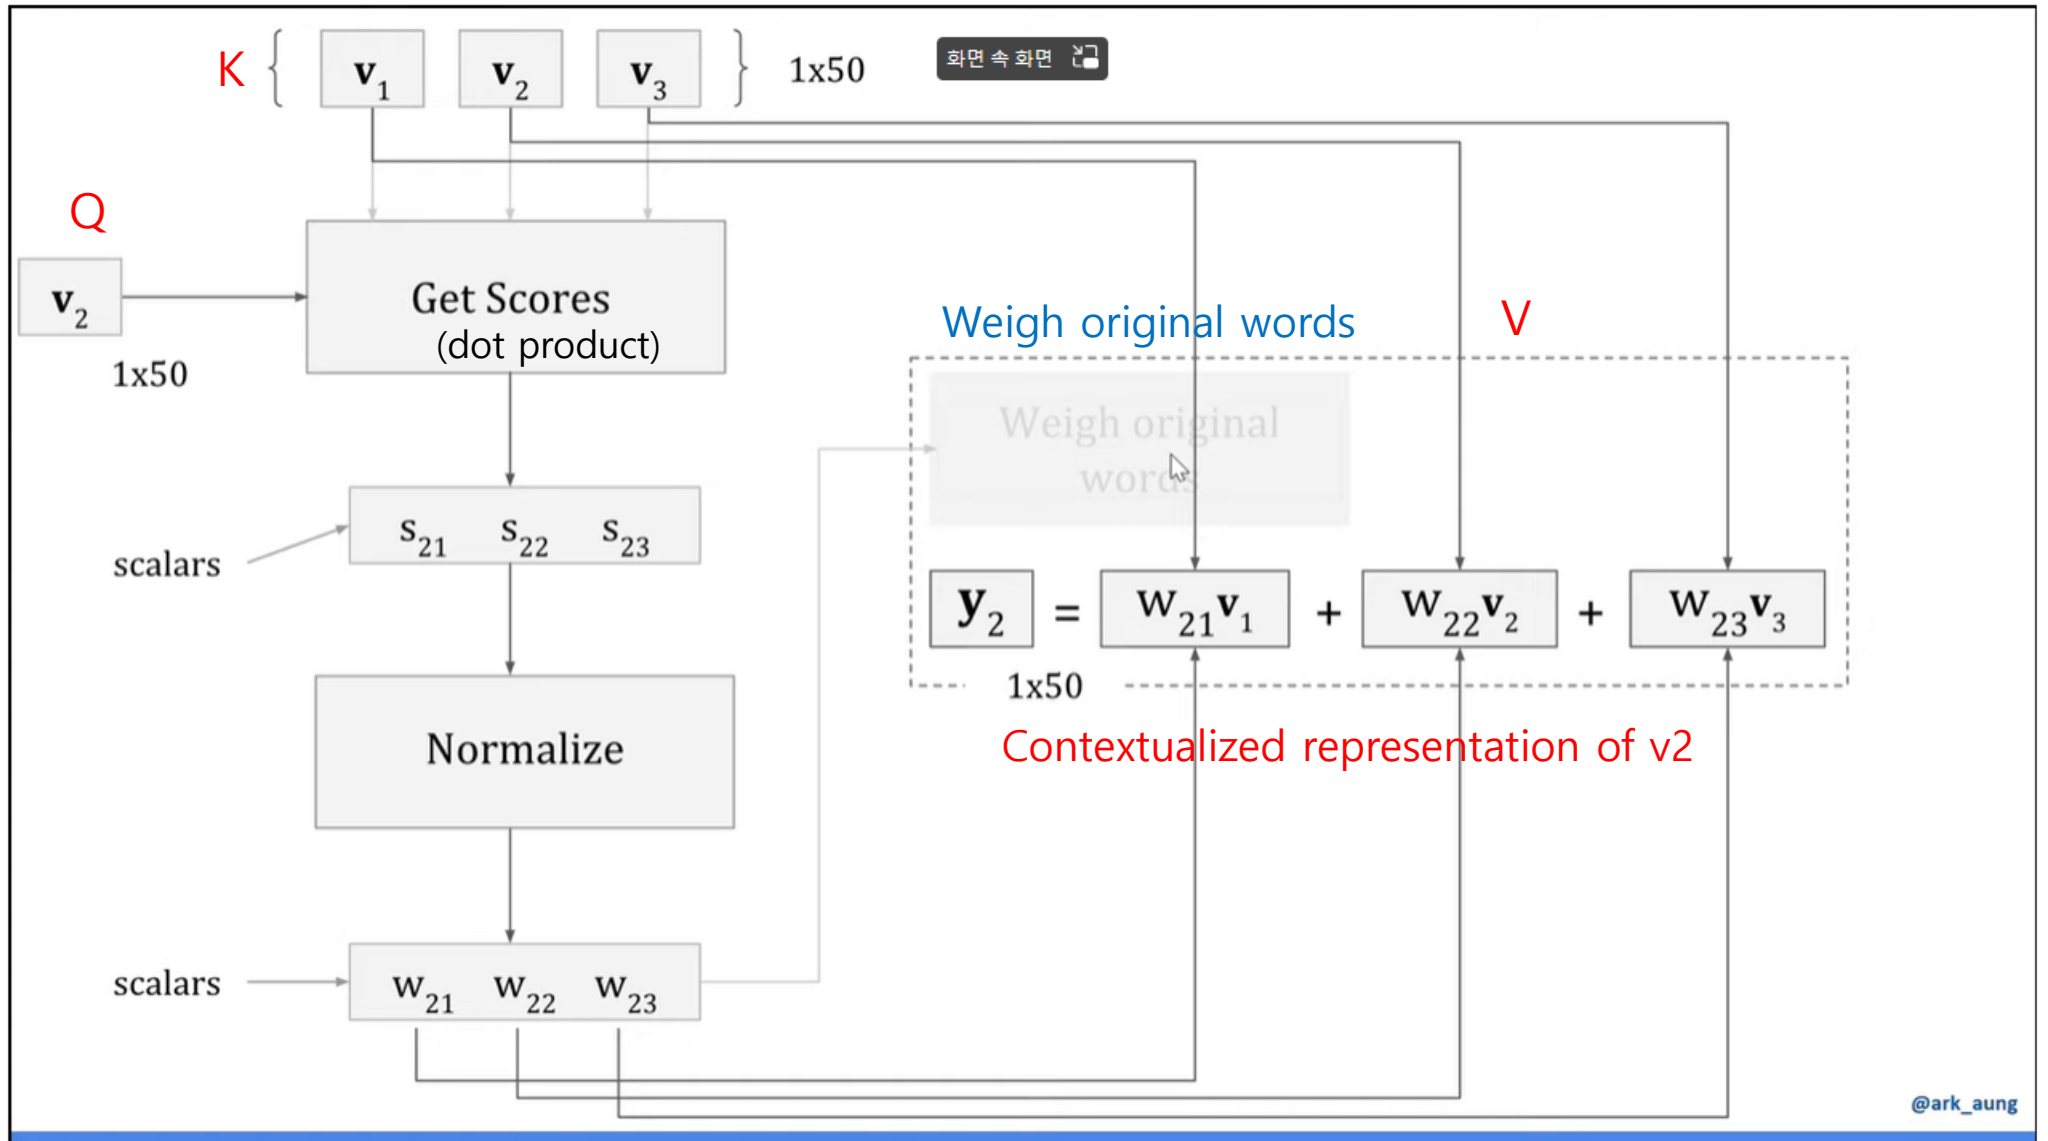 K { v1 v2 v3 } 1x50
화면 속 화면
Q
v2
1x50
Get Scores
(dot product)
Weigh original words
V
Weigh original
words
scalars
s21 s22 s23
y2 = w21v1 + w22v2 + w23v3
1x50
Contextualized representation of v2
Normalize
scalars
w21 w22 w23
@ark_aung